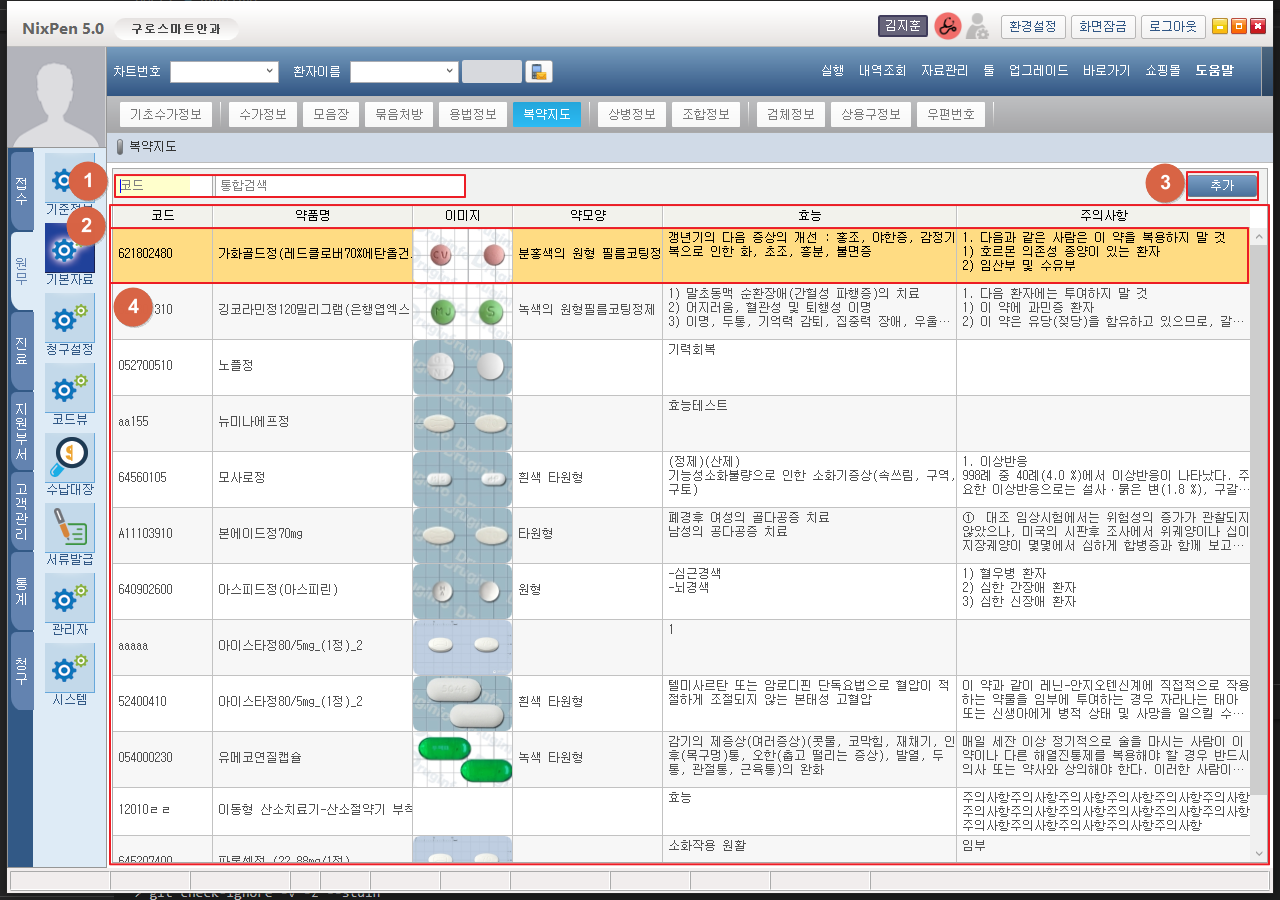 NixPen 5.0
구로스마트안과
김지훈
환경설정
화면잠금
로그아웃
차트번호
환자이름
실행
내역조회
자료관리
툴
업그레이드
바로가기
쇼핑몰
도움말
기초수가정보
수가정보
모음장
묶음처방
용법정보
복약지도
상병정보
조합정보
검체정보
상용구정보
우편번호
복약지도
접수
원무
진료
지원부서
고객관리
통계
청구
기준정보
기본자료
청구설정
코드뷰
수납대장
서류발급
관리자
시스템
1
2
3
4
코드
통합검색
추가
코드
약품명
이미지
약모양
효능
주의사항
621802480
가화골드정(레드클로버70%에탄올건
분홍색의 원형 필름코팅정
갱년기의 다음 증상의 개선 : 홍조, 야한증, 감정기
복으로 인한 화, 초조, 흥분, 불면증
1. 다음과 같은 사람은 이 약을 복용하지 말 것
1) 호르몬 의존성 종양이 있는 환자
2) 임산부 및 수유부
310
깅코라민정120밀리그램(은행엽엑스
녹색의 원형필름코팅정제
1) 말초동맥 순환장애(간헐성 파행증)의 치료
2) 어지러움, 혈관성 및 퇴행성 이명
3) 이명, 두통, 기억력 감퇴, 집중력 장애, 우울…
1. 다음 환자에는 투여하지 말 것
1) 이 약에 과민증 환자
2) 이 약은 유당(젖당)를 함유하고 있으므로, 갈…
052700510
노플정
기력회복
aa155
뉴미나에프정
효능테스트
64560105
모사로정
흰색 타원형
(정제)(산제)
기능성소화불량으로 인한 소화기증상(속쓰림, 구역,
구토)
1. 이상반응
998례 중 40례(4.0 %)에서 이상반응이 나타났다. 주
요한 이상반응으로는 설사·묽은 변(1.8 %), 구갈…
A11103910
본에이드정70mg
타원형
폐경후 여성의 골다공증 치료
남성의 공다공증 치료
① 대조 임상시험에서는 위험성의 증가가 관찰되지
않았으나, 미국의 시판후 조사에서 위궤양이나 십이
지장궤양이 몇몇에서 심하게 합병증과 함께 보고…
640902600
아스피드정(아스피린)
원형
-심근경색
-뇌경색
1) 혈우병 환자
2) 심한 간장애 환자
3) 심한 신장애 환자
aaaaa
아이스타정80/5mg_(1정)_2
1
52400410
아이스타정80/5mg_(1정)_2
흰색 타원형
텔미사르탄 또는 암로디핀 단독요법으로 혈압이 적
절하게 조절되지 않는 본태성 고혈압
이 약과 같이 레닌-안지오텐신계에 직접적으로 작용
하는 약물을 임부에 투여하는 경우 자라나는 태아
또는 신생아에게 병적 상태 및 사망을 일으킬 수…
054000230
유메코연질캅슐
녹색 타원형
감기의 제증상(여러증상)(콧물, 코막힘, 재채기, 인
후(목구멍)통, 오한(춥고 떨리는 증상), 발열, 두
통, 관절통, 근육통)의 완화
매일 세잔 이상 정기적으로 술을 마시는 사람이 이
약이나 다른 해열진통제를 복용해야 할 경우 반드시
의사 또는 약사와 상의해야 한다. 이러한 사람이…
12010ㄹㄹ
이동형 산소치료기-산소절약기 부착
효능
주의사항주의사항주의사항주의사항주의사항주의사항
주의사항주의사항주의사항주의사항주의사항주의사항
주의사항주의사항주의사항주의사항주의사항
645207400
파로세정 (22.88mg/1정)
소화작용 원활
임부